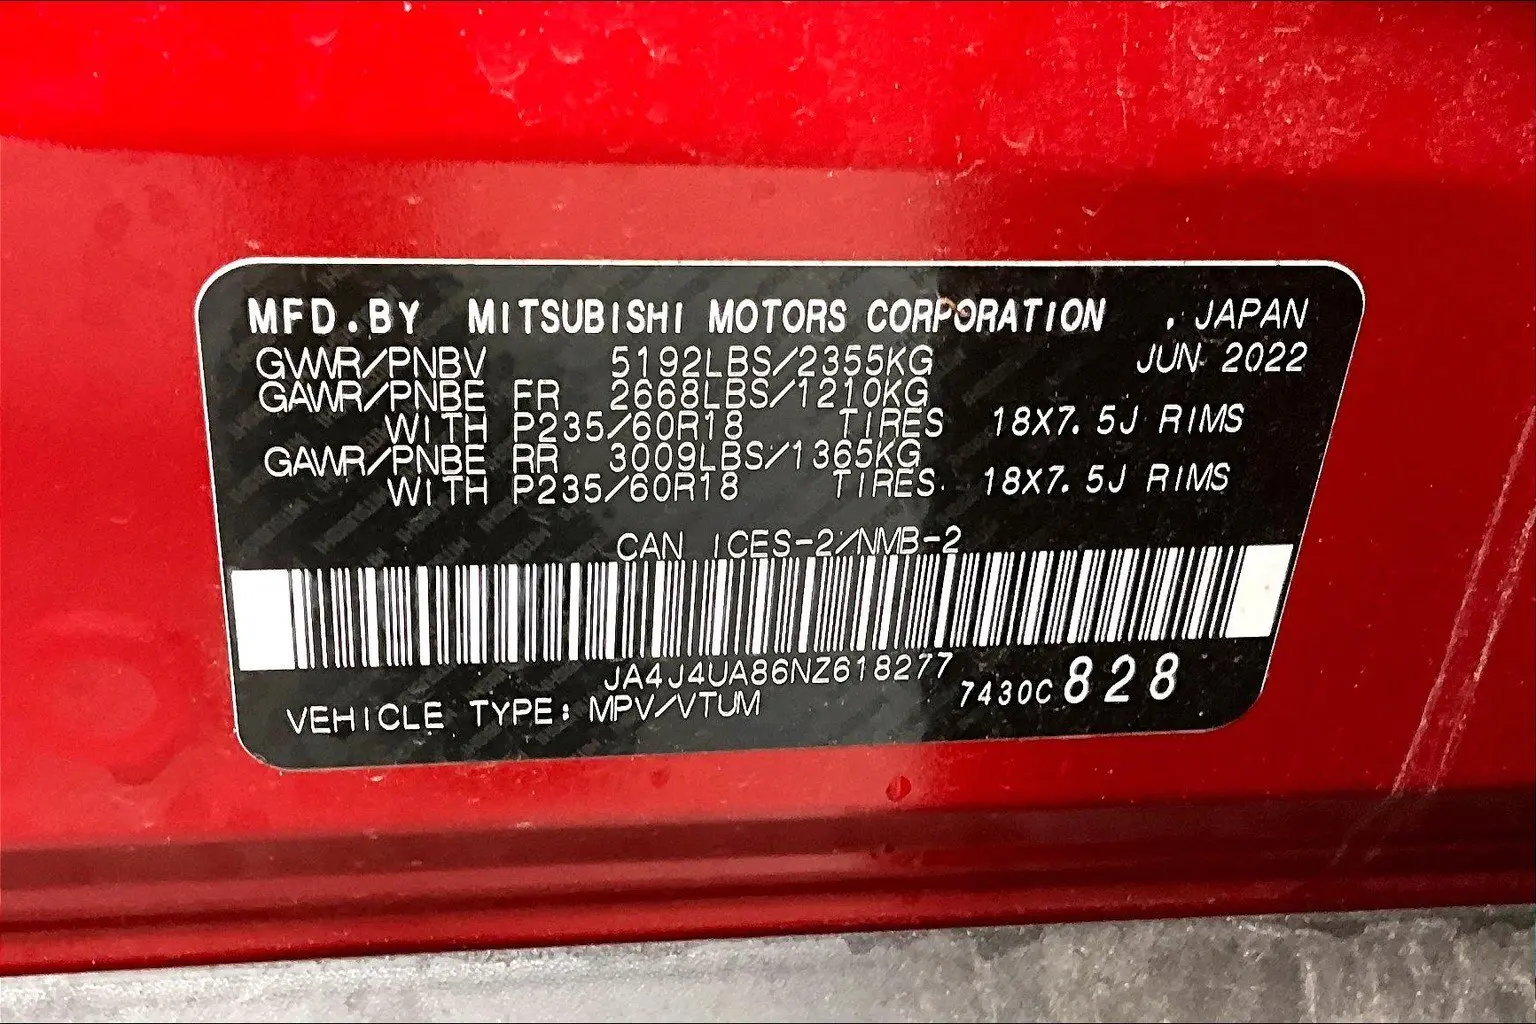 MFD.BY MITSUBISHI MOTORS CORPORATION , JAPAN
GVWR/PNBV 5192LBS/2355KG JUN. 2022
GAWR/PNBE FR 2668LBS/1210KG
WITH P235/60R18 TIRES 18X7.5J RIMS
GAWR/PNBE RR 3009LBS/1365KG
WITH P235/60R18 TIRES. 18X7.5J RIMS
CAN ICES-2/NMB-2
JA4J4UA86NZ618277
7430C 828
VEHICLE TYPE: MPV/VTUM